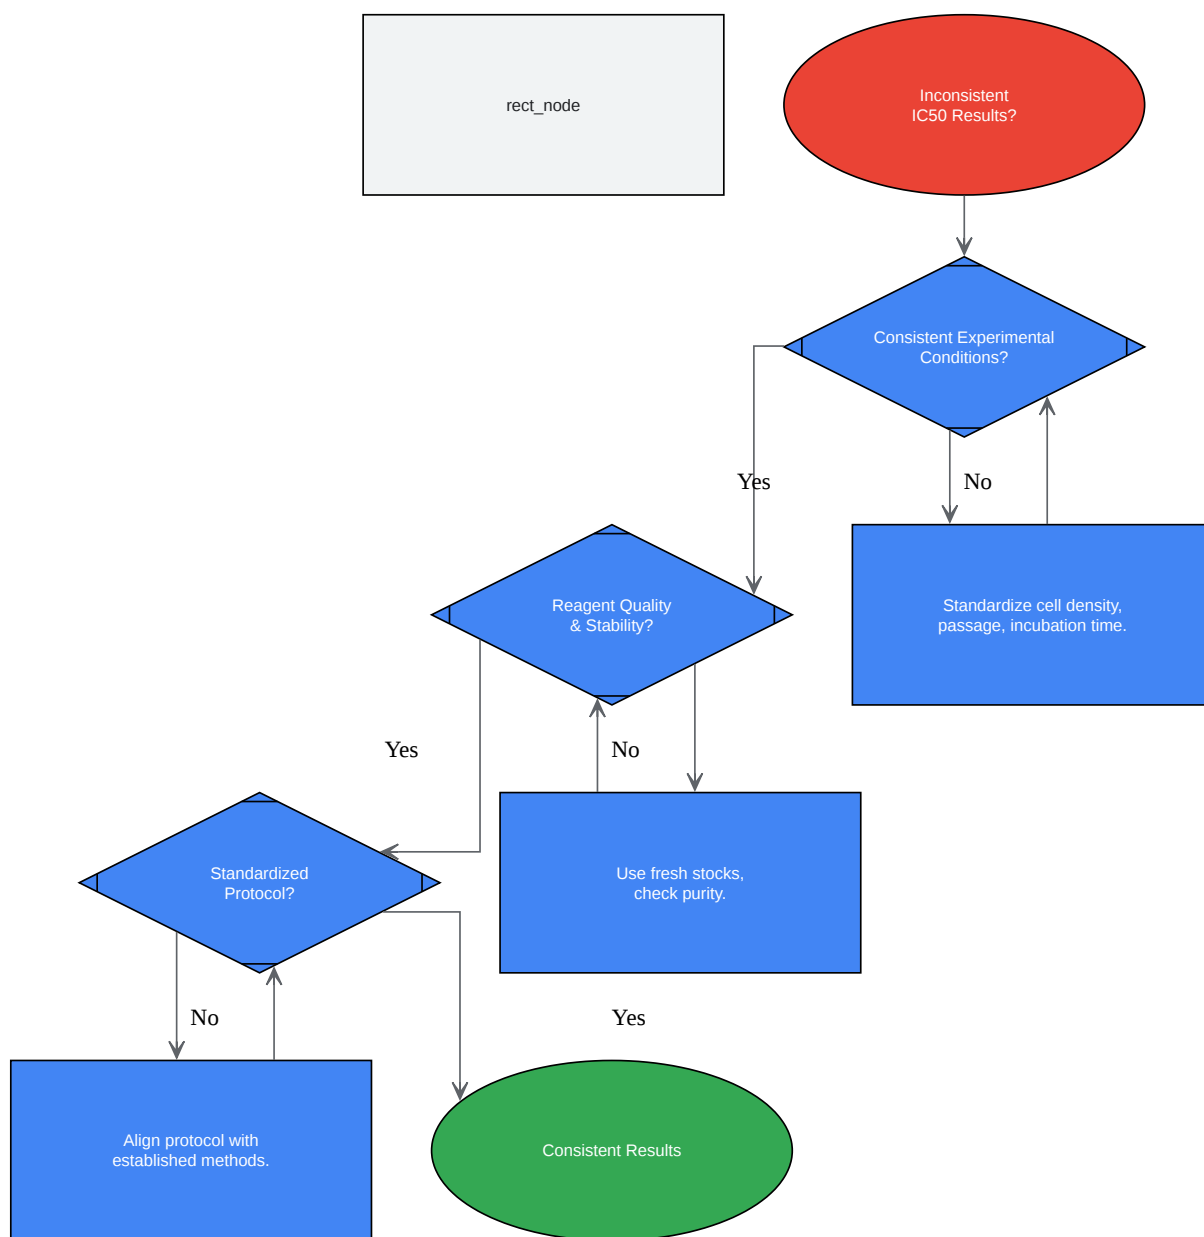 rect_node
Inconsistent
IC50 Results?
Consistent Experimental
Conditions?
Yes
No
Standardize cell density,
passage, incubation time.
Reagent Quality
& Stability?
Yes
No
Use fresh stocks,
check purity.
Standardized
Protocol?
No
Yes
Align protocol with
established methods.
Consistent Results